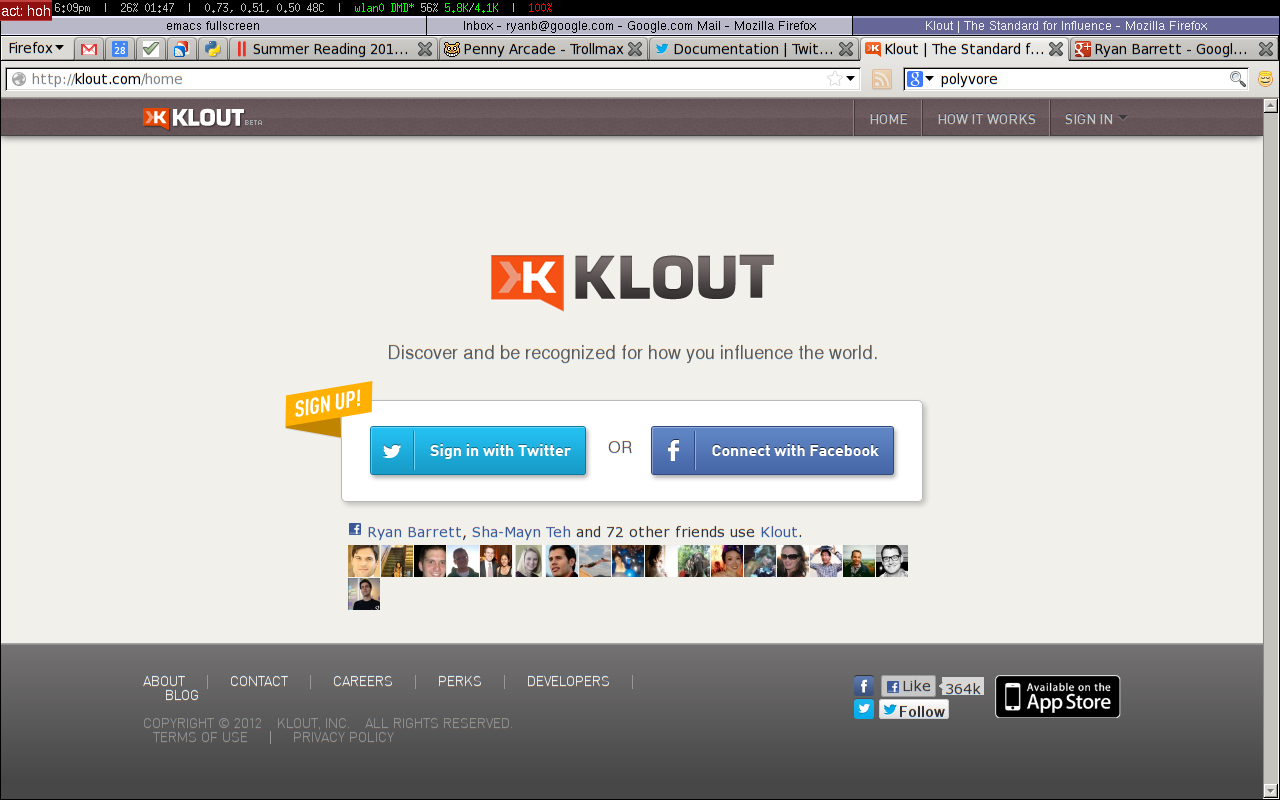 act: hoh 6:09pm | 26% 01:47 | 0.73, 0.51, 0.50 48C | wlan0 DMD* 56% 5.8K/4.1K | 100%
emacs fullscreen Inbox - ryanb@google.com - Google.com Mail - Mozilla Firefox Klout | The Standard for Influence - Mozilla Firefox
Firefox 28 Summer Reading 201... Penny Arcade - Trollmax Documentation | Twit... Klout | The Standard f... Ryan Barrett - Googl...
http://klout.com/home polyvore
KLOUT BETA HOME HOW IT WORKS SIGN IN
KLOUT
Discover and be recognized for how you influence the world.
SIGN UP!
Sign in with Twitter OR Connect with Facebook
Ryan Barrett, Sha-Mayn Teh and 72 other friends use Klout.
ABOUT | CONTACT | CAREERS | PERKS | DEVELOPERS |
BLOG
COPYRIGHT © 2012 KLOUT, INC. ALL RIGHTS RESERVED.
TERMS OF USE | PRIVACY POLICY
Like 364k
Follow
Available on the
App Store